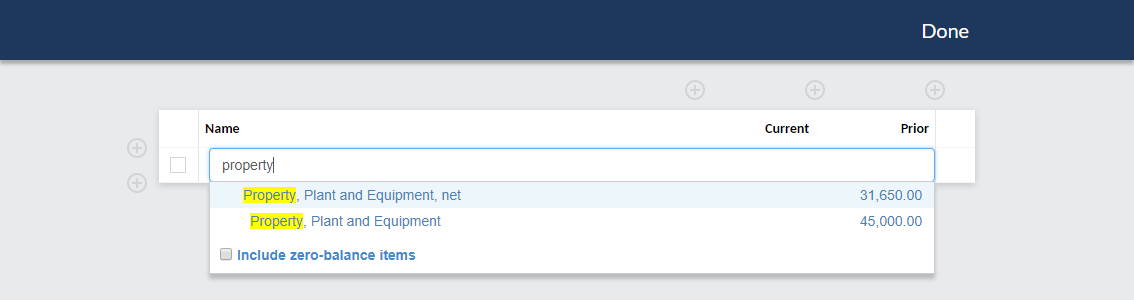 Done
Name Current Prior
property
Property, Plant and Equipment, net 31,650.00
Property, Plant and Equipment 45,000.00
Include zero-balance items